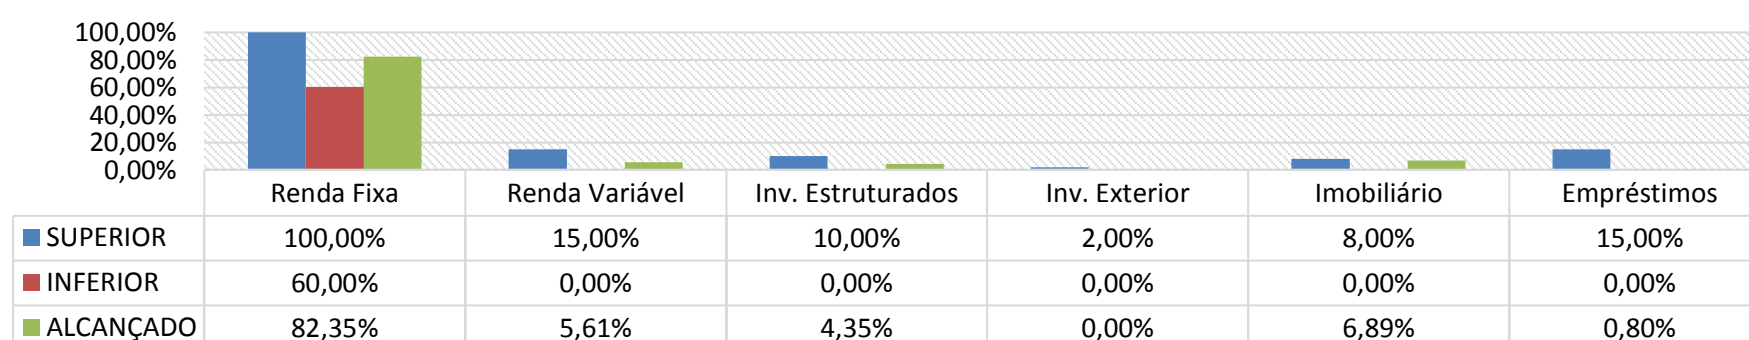 100,00%
80,00%
60,00%
40,00%
20,00%
0,00%
Renda Fixa Renda Variável Inv. Estruturados Inv. Exterior Imobiliário Empréstimos
SUPERIOR 100,00% 15,00% 10,00% 2,00% 8,00% 15,00%
INFERIOR 60,00% 0,00% 0,00% 0,00% 0,00% 0,00%
ALCANÇADO 82,35% 5,61% 4,35% 0,00% 6,89% 0,80%